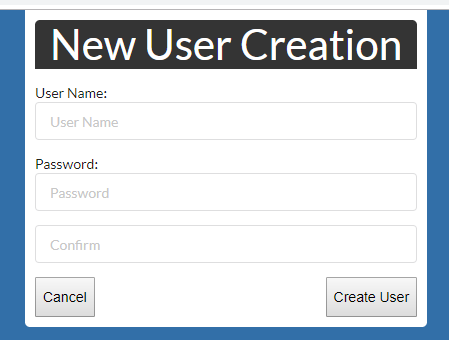 New User Creation
User Name:
User Name
Password:
Password
Confirm
Cancel
Create User